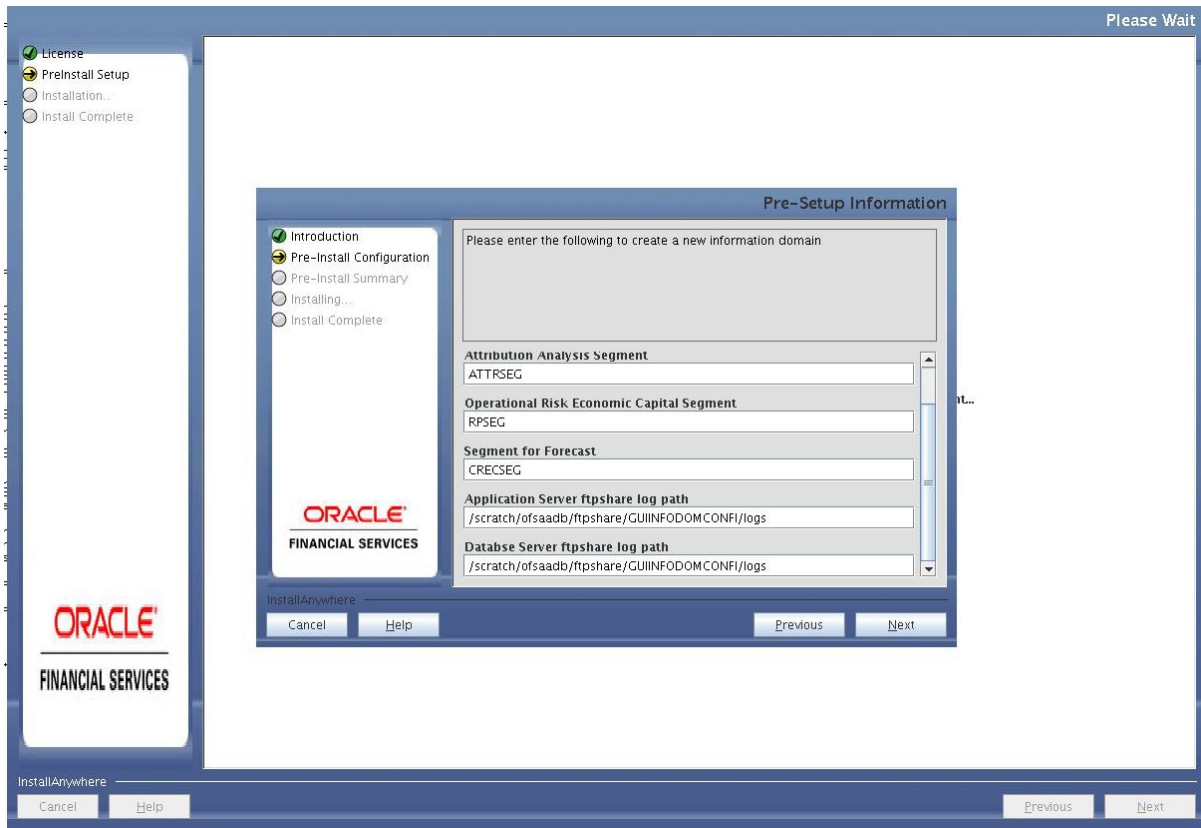 Please Wait
License
PreInstall Setup
Installation..
Install Complete
Pre-Setup Information
Introduction
Pre-Install Configuration
Pre-Install Summary
Installing...
Install Complete
Please enter the following to create a new information domain
Attribution Analysis Segment
ATTRSEG
Operational Risk Economic Capital Segment
RPSEG
Segment for Forecast
CRECSEG
Application Server ftpshare log path
/scratch/ofsaadb/ftpshare/GUIINFODOMCONFI/logs
Databse Server ftpshare log path
/scratch/ofsaadb/ftpshare/GUIINFODOMCONFI/logs
ORACLE
FINANCIAL SERVICES
InstallAnywhere
Cancel
Help
Previous
Next
ORACLE
FINANCIAL SERVICES
InstallAnywhere
Cancel
Help
Previous
Next